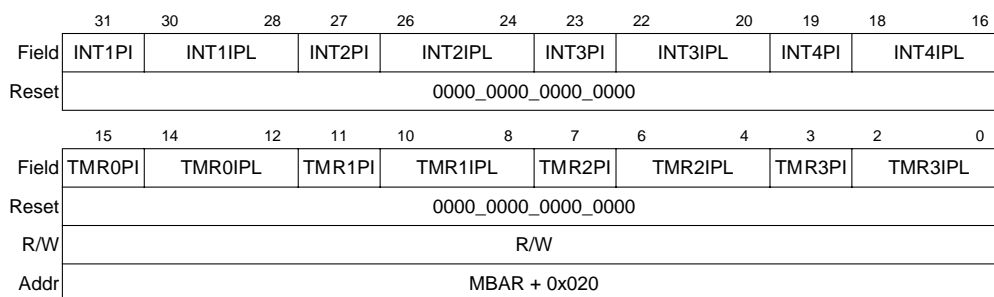 31 30 28 27 26 24 23 22 20 19 18 16
Field INT1PI INT1IPL INT2PI INT2IPL INT3PI INT3IPL INT4PI INT4IPL
Reset 0000_0000_0000_0000
15 14 12 11 10 8 7 6 4 3 2 0
Field TMR0PI TMR0IPL TMR1PI TMR1IPL TMR2PI TMR2IPL TMR3PI TMR3IPL
Reset 0000_0000_0000_0000
R/W R/W
Addr MBAR + 0x020